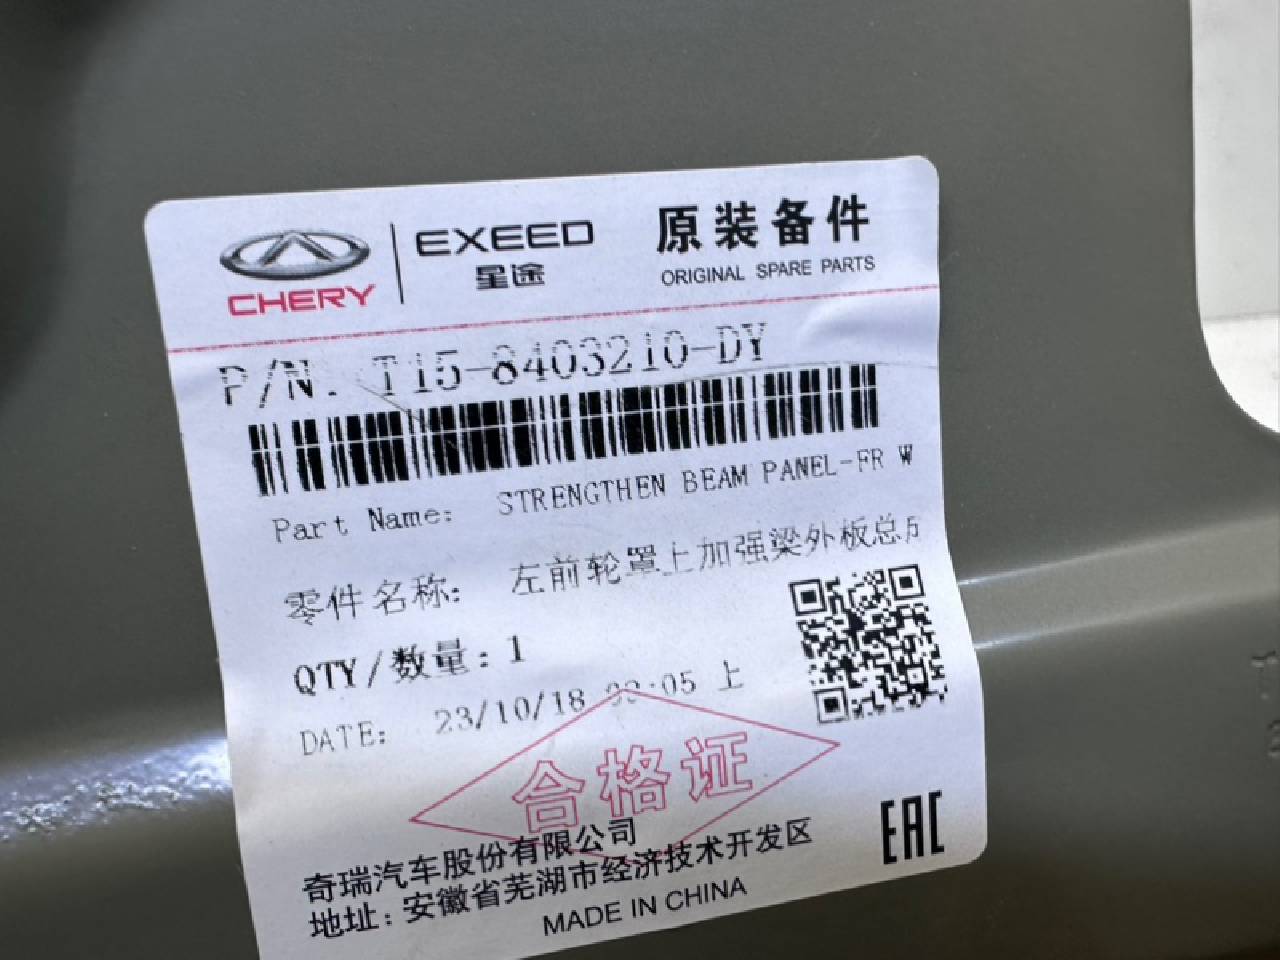 CHERY
EXEED
星途
原装备件
ORIGINAL SPARE PARTS
P/N. T15-8403210-DY
Part Name: STRENGTHEN BEAM PANEL-FR W
零件名称: 左前轮罩上加强梁外板总
QTY/数量: 1
DATE: 23/10/18 上
合格证
奇瑞汽车股份有限公司
地址: 安徽省芜湖市经济技术开发区
MADE IN CHINA
EAC